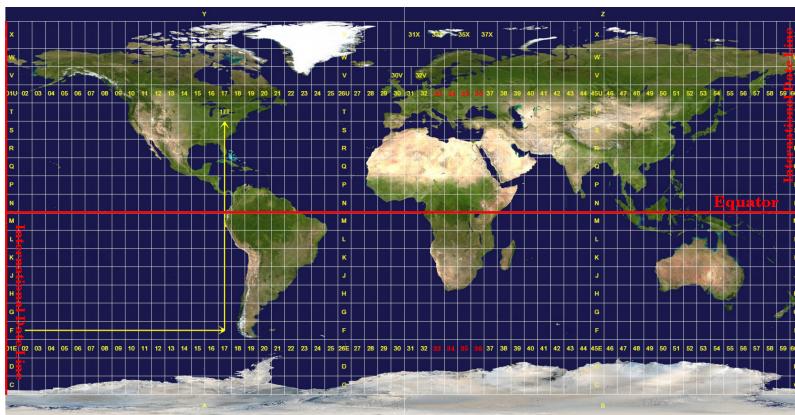 Y Z
X 31X 33X 35X 37X X
W W
V 30V 32V V
01U 02 03 04 05 06 07 08 09 10 11 12 13 14 15 16 17 18 19 20 21 22 23 24 25 26U 27 28 29 30 31 32 33 34 35 36 37 38 39 40 41 42 43 44 45U 46 47 48 49 50 51 52 53 54 55 56 57 58 59 60
T 17T T T
S S S
R R R
Q Q Q
P P P
N N N
International Date Line
Equator
M M M
L L L
K K K
J J J
H H H
G G G
F F F
International Date Line
01E 02 03 04 05 06 07 08 09 10 11 12 13 14 15 16 17 18 19 20 21 22 23 24 25 26E 27 28 29 30 31 32 33 34 35 36 37 38 39 40 41 42 43 44 45E 46 47 48 49 50 51 52 53 54 55 56 57 58 59 60
D D D
C C C
A B